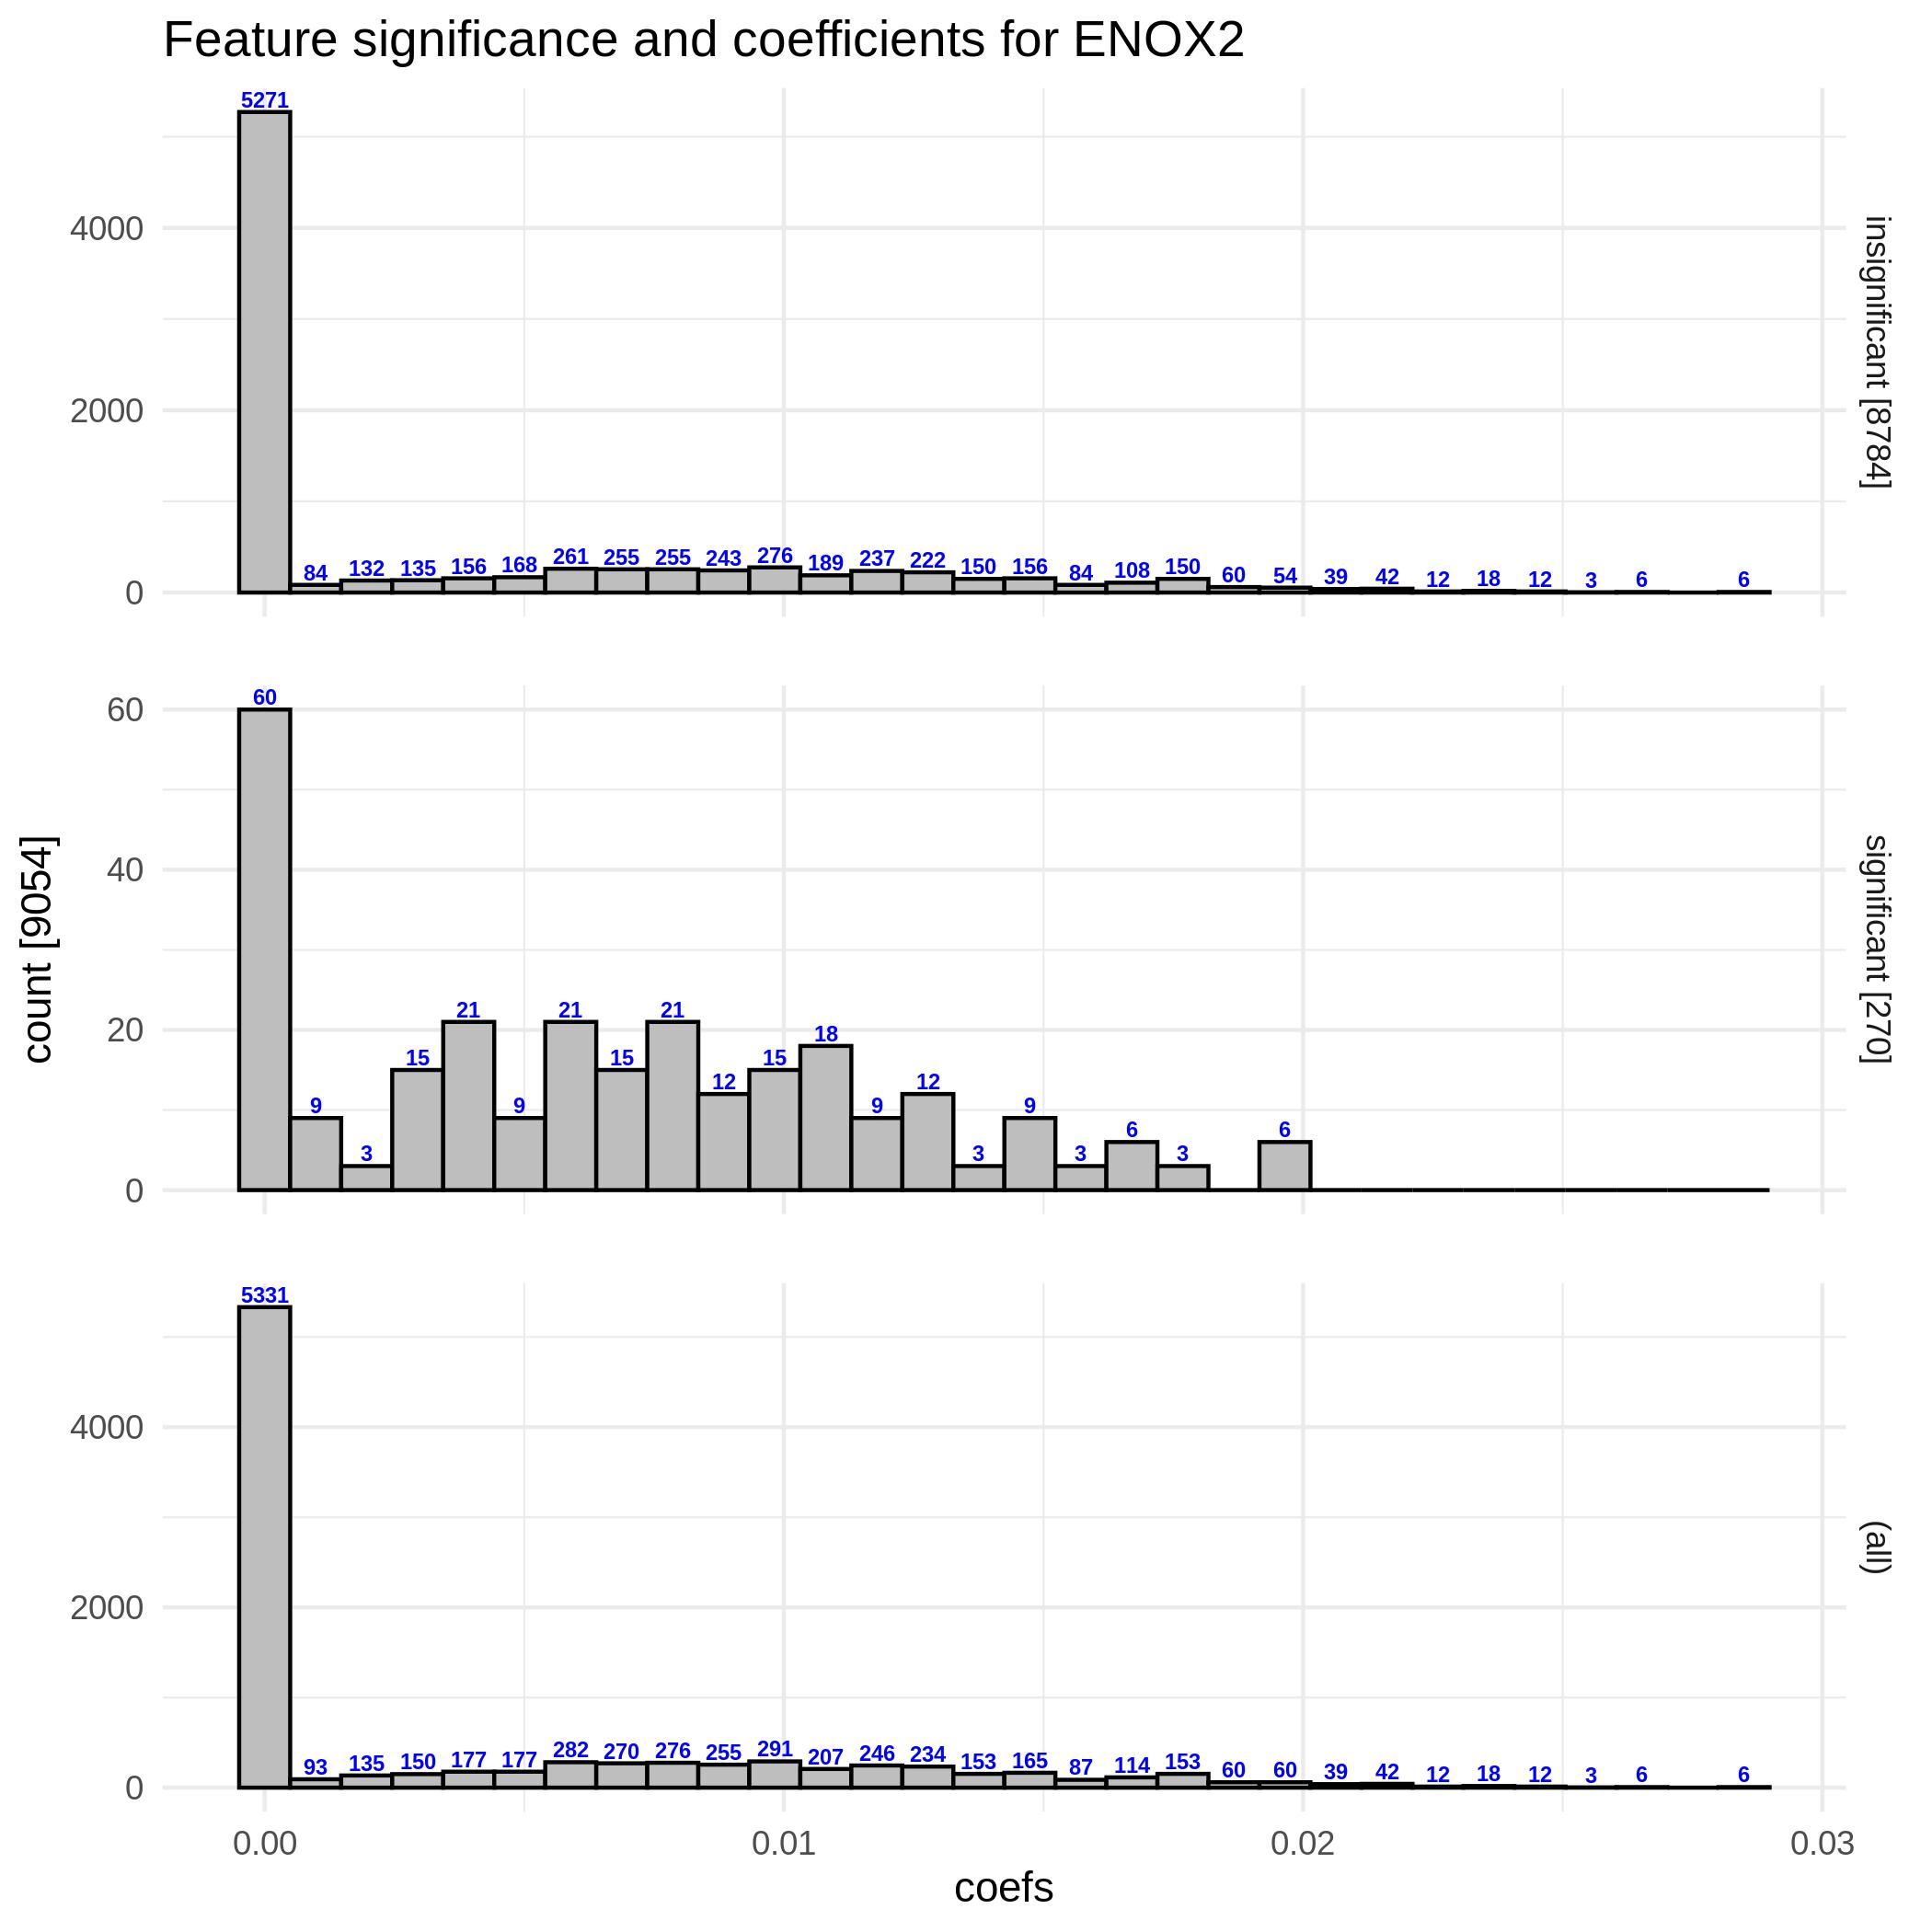 Feature significance and coefficients for ENOX2
5271
84 132 135 156 168 261 255 255 243 276 189 237 222 150 156 84 108 150 60 54 39 42 12 18 12 3 6 6
4000
2000
0
insignificant [8784]
60
9 3 15 21 9 21 15 21 12 15 18 9 12 3 9 3 6 3 6
60
40
20
0
significant [270]
count [9054]
5331
93 135 150 177 177 282 270 276 255 291 207 246 234 153 165 87 114 153 60 60 39 42 12 18 12 3 6 6
4000
2000
0
(all)
0.00 0.01 0.02 0.03
coefs